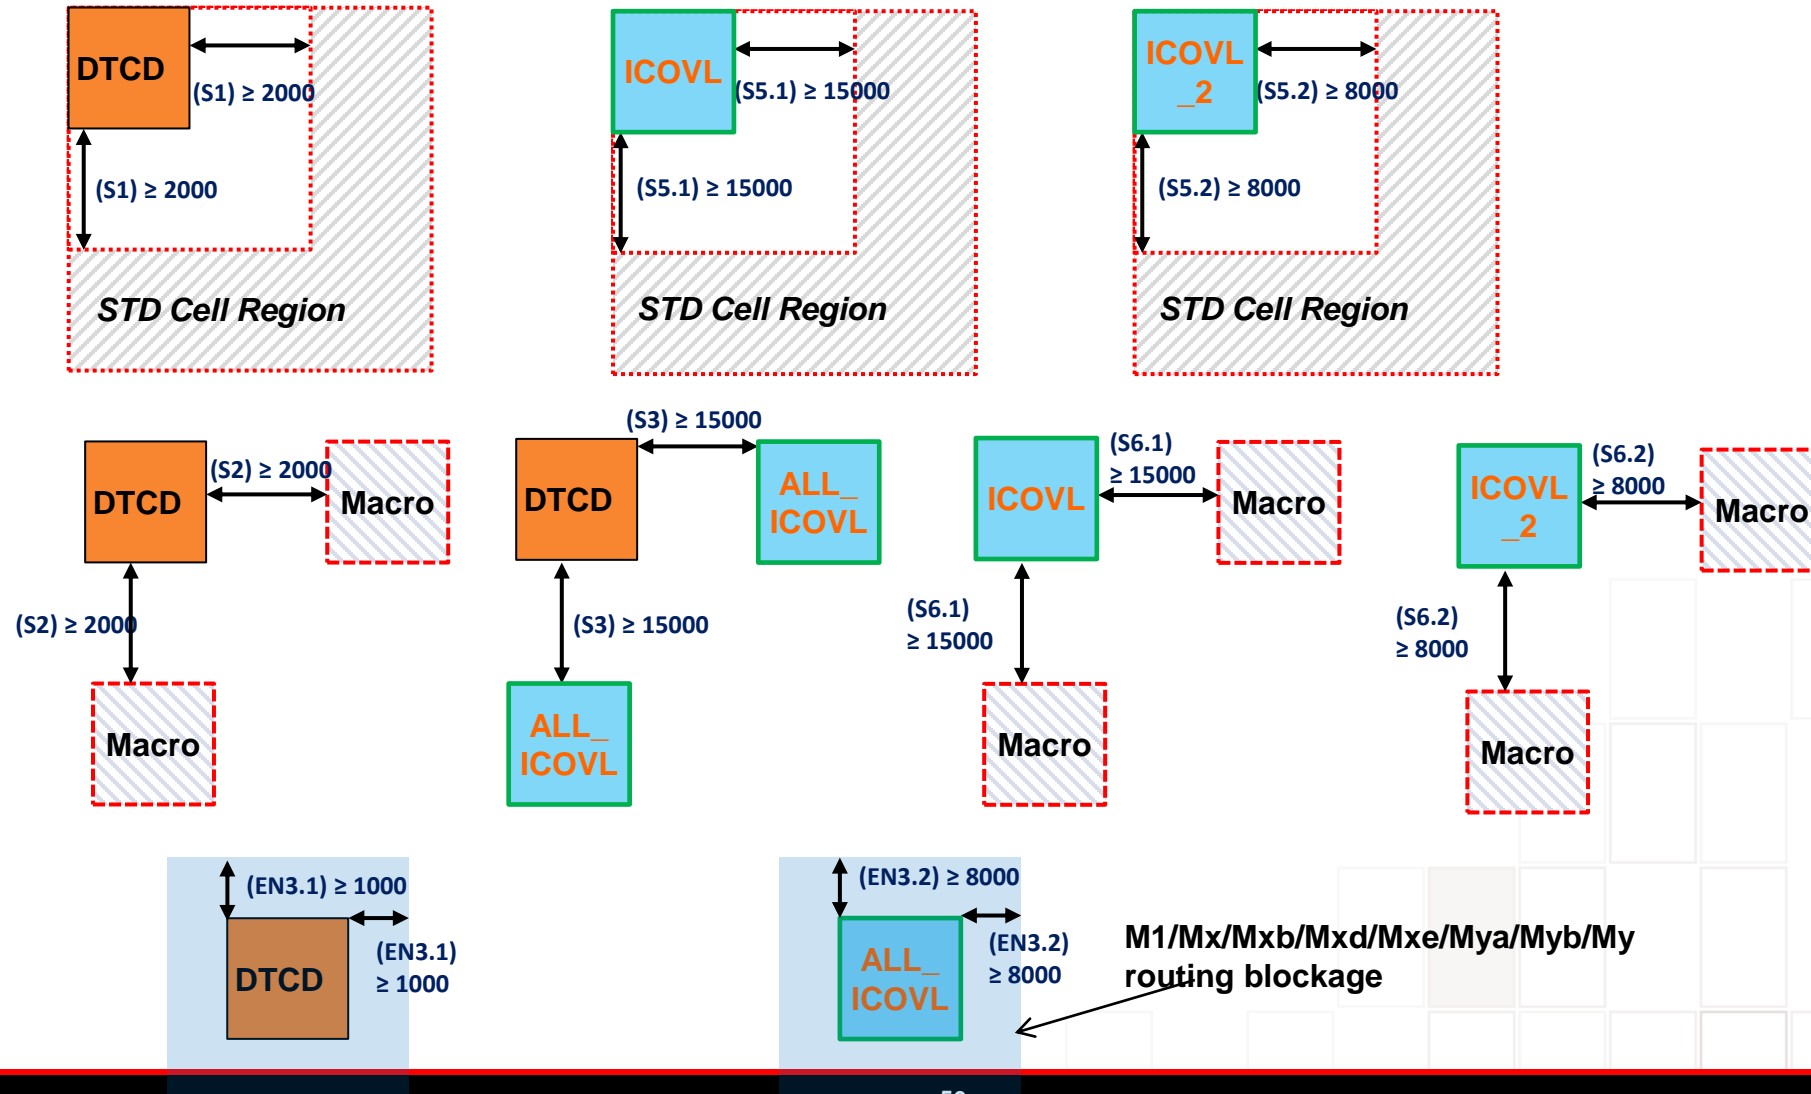 DTCD
(S1) ≥ 2000
(S1) ≥ 2000
STD Cell Region
ICOVL
(S5.1) ≥ 15000
(S5.1) ≥ 15000
STD Cell Region
ICOVL
_2
(S5.2) ≥ 8000
(S5.2) ≥ 8000
STD Cell Region
DTCD
(S2) ≥ 2000
Macro
(S2) ≥ 2000
Macro
(S3) ≥ 15000
DTCD
ALL_
ICOVL
(S3) ≥ 15000
ALL_
ICOVL
ICOVL
(S6.1)
≥ 15000
Macro
(S6.1)
≥ 15000
Macro
ICOVL
_2
(S6.2)
≥ 8000
Macro
(S6.2)
≥ 8000
Macro
(EN3.1) ≥ 1000
DTCD
(EN3.1)
≥ 1000
(EN3.2) ≥ 8000
ALL_
ICOVL
(EN3.2)
≥ 8000
M1/Mx/Mxb/Mxd/Mxe/Mya/Myb/My
routing blockage